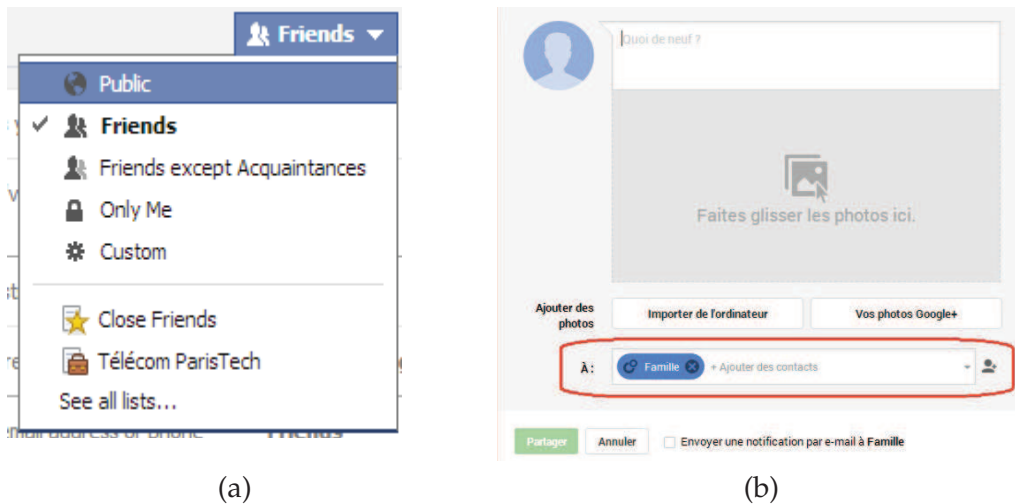 Friends
Public
Friends
Friends except Acquaintances
Only Me
Custom
Close Friends
Télécom ParisTech
See all lists...
Friends
(a)
Quoi de neuf ?
Faites glisser les photos ici.
Ajouter des photos
Importer de l'ordinateur
Vos photos Google+
À :
Famille
+ Ajouter des contacts
Partager
Annuler
Envoyer une notification par e-mail à Famille
(b)